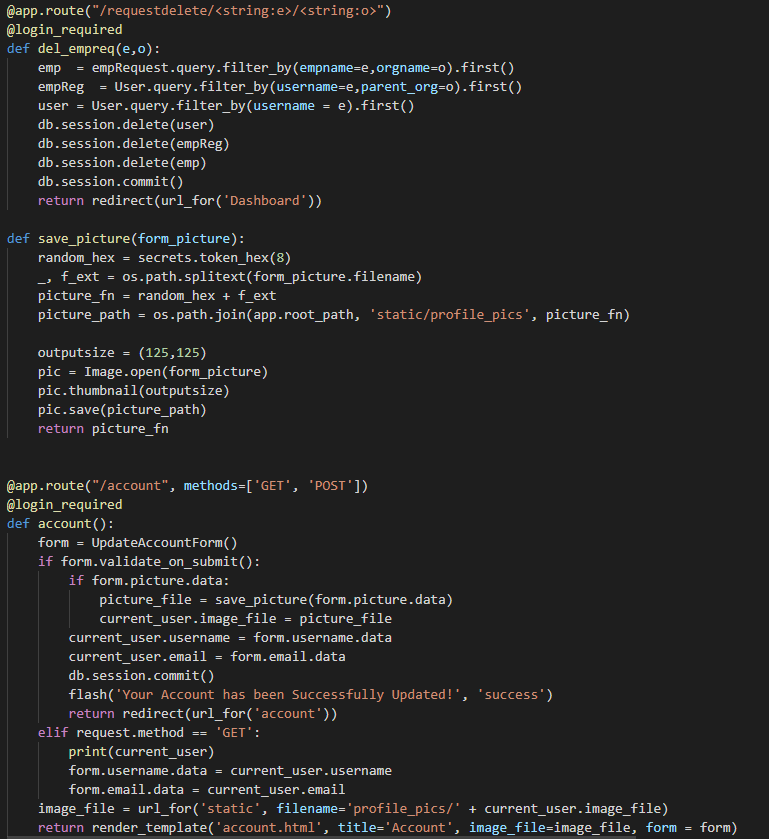 @app.route("/requestdelete/<string:e>/<string:o>")
@login_required
def del_empreq(e,o):
    emp  = empRequest.query.filter_by(empname=e,orgname=o).first()
    empReg  = User.query.filter_by(username=e,parent_org=o).first()
    user = User.query.filter_by(username = e).first()
    db.session.delete(user)
    db.session.delete(empReg)
    db.session.delete(emp)
    db.session.commit()
    return redirect(url_for('Dashboard'))

def save_picture(form_picture):
    random_hex = secrets.token_hex(8)
    _, f_ext = os.path.splitext(form_picture.filename)
    picture_fn = random_hex + f_ext
    picture_path = os.path.join(app.root_path, 'static/profile_pics', picture_fn)

    outputsize = (125,125)
    pic = Image.open(form_picture)
    pic.thumbnail(outputsize)
    pic.save(picture_path)
    return picture_fn


@app.route("/account", methods=['GET', 'POST'])
@login_required
def account():
    form = UpdateAccountForm()
    if form.validate_on_submit():
        if form.picture.data:
            picture_file = save_picture(form.picture.data)
            current_user.image_file = picture_file
        current_user.username = form.username.data
        current_user.email = form.email.data
        db.session.commit()
        flash('Your Account has been Successfully Updated!', 'success')
        return redirect(url_for('account'))
    elif request.method == 'GET':
        print(current_user)
        form.username.data = current_user.username
        form.email.data = current_user.email
    image_file = url_for('static', filename='profile_pics/' + current_user.image_file)
    return render_template('account.html', title='Account', image_file=image_file, form = form)